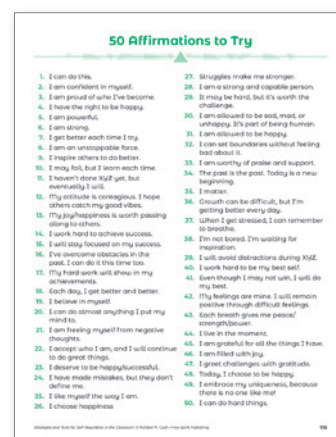 50 Affirmations to Try
1. I can do this.
2. I am confident in myself.
3. I am proud of who I've become.
4. I have the right to be happy.
5. I am powerful.
6. I am strong.
7. I get better each time I try.
8. I am an unstoppable force.
9. I inspire others to do better.
10. I may fail, but I learn each time.
11. I haven't done XYZ yet, but
eventually I will.
12. My attitude is contagious. I hope
others catch my good vibes.
13. My joy/happiness is worth passing
along to others.
14. I work hard to achieve success.
15. I will stay focused on my success.
16. I've overcome obstacles in the
past. I can do it this time too.
17. My hard work will show in my
achievements.
18. Each day, I get better and better.
19. I believe in myself.
20. I can do almost anything I put my
mind to.
21. I am freeing myself from negative
thoughts.
22. I accept who I am, and I will continue
to do great things.
23. I deserve to be happy/successful.
24. I have made mistakes, but they don't
define me.
25. I like myself the way I am.
26. I choose happiness
27. Struggles make me stronger.
28. I am a strong and capable person.
29. It may be hard, but it's worth the
challenge.
30. I am allowed to be sad, mad, or
unhappy. It's part of being human.
31. I am allowed to be happy.
32. I can set boundaries without feeling
bad about it.
33. I am worthy of praise and support.
34. The past is the past. Today is a new
beginning.
35. I matter.
36. Growth can be difficult, but I'm
getting better every day.
37. When I get stressed, I can remember
to breathe.
38. I'm not bored. I'm waiting for
inspiration.
39. I will avoid distractions during XYZ.
40. I work hard to be my best self.
41. Even though I may not win, I will do
my best.
42. My feelings are mine. I will remain
positive through difficult feelings.
43. Each breath gives me peace/
strength/power.
44. I live in the moment.
45. I am grateful for all the things I have.
46. I am filled with joy.
47. I greet challenges with gratitude.
48. Today, I choose to be happy.
49. I embrace my uniqueness, because
there is no one like me!
50. I can do hard things.